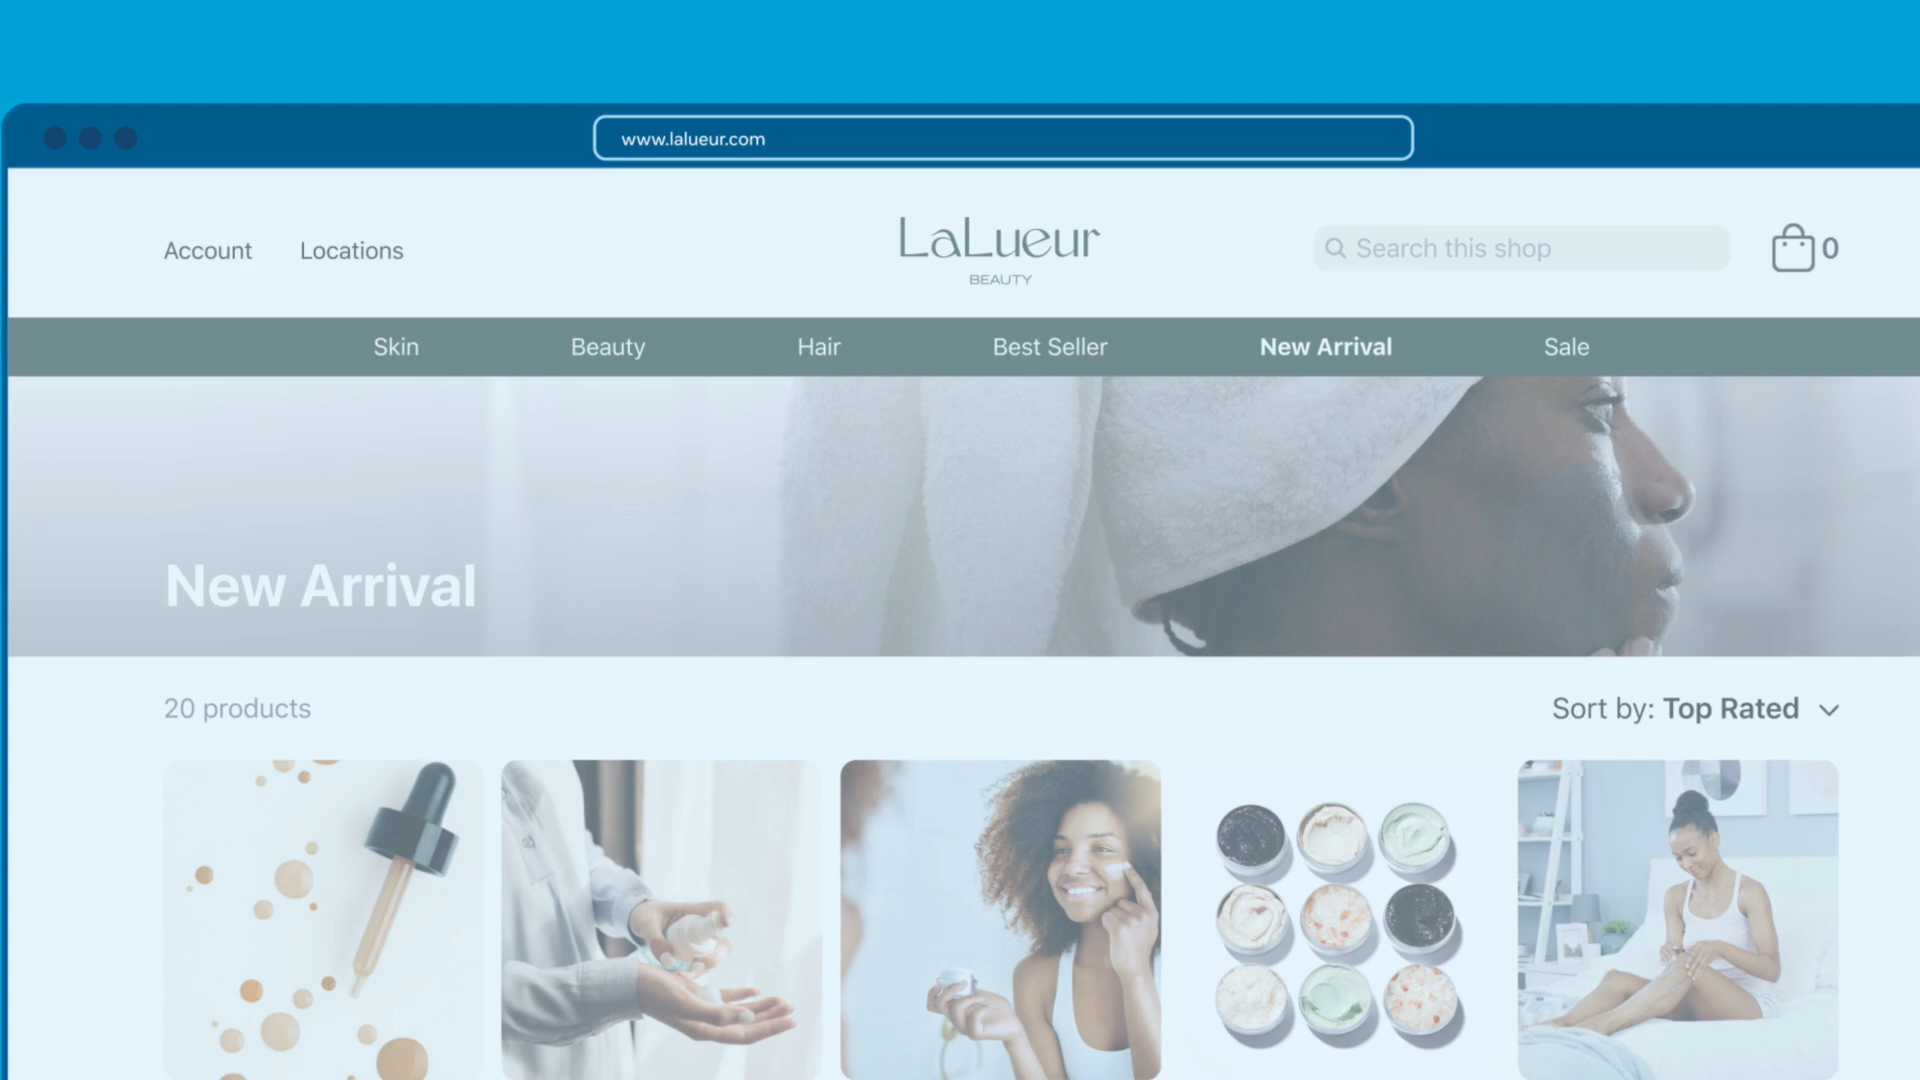 www.lalueur.com
Account
Locations
LaLueur
BEAUTY
Search this shop
0
Skin
Beauty
Hair
Best Seller
New Arrival
Sale
New Arrival
20 products
Sort by: Top Rated